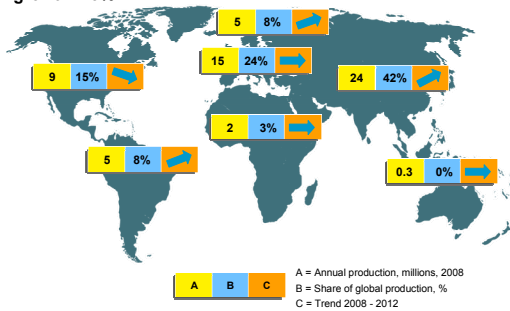 5 8%
15 24%
9 15%
24 42%
2 3%
5 8%
0.3 0%
A B C
A = Annual production, millions, 2008
B = Share of global production, %
C = Trend 2008 - 2012